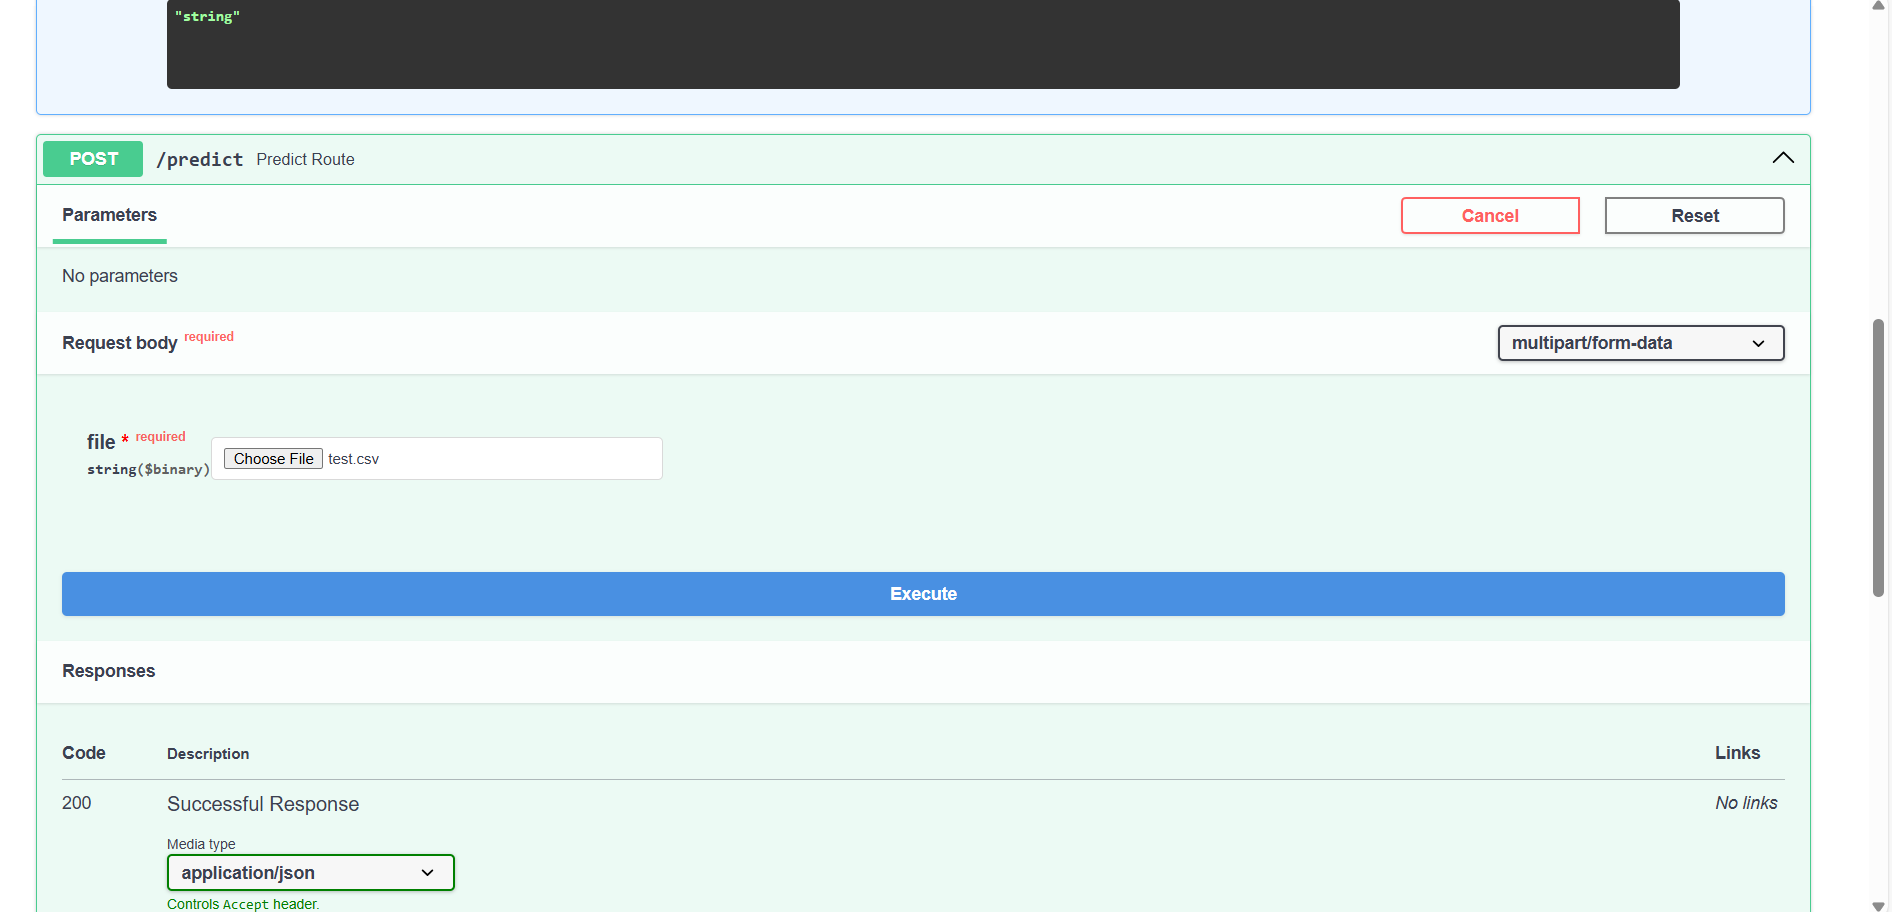 "string"
POST /predict Predict Route
Parameters
Cancel
Reset
No parameters
Request body required
multipart/form-data
file * required
string($binary)
Choose File test.csv
Execute
Responses
Code Description Links
200 Successful Response No links
Media type
application/json
Controls Accept header.